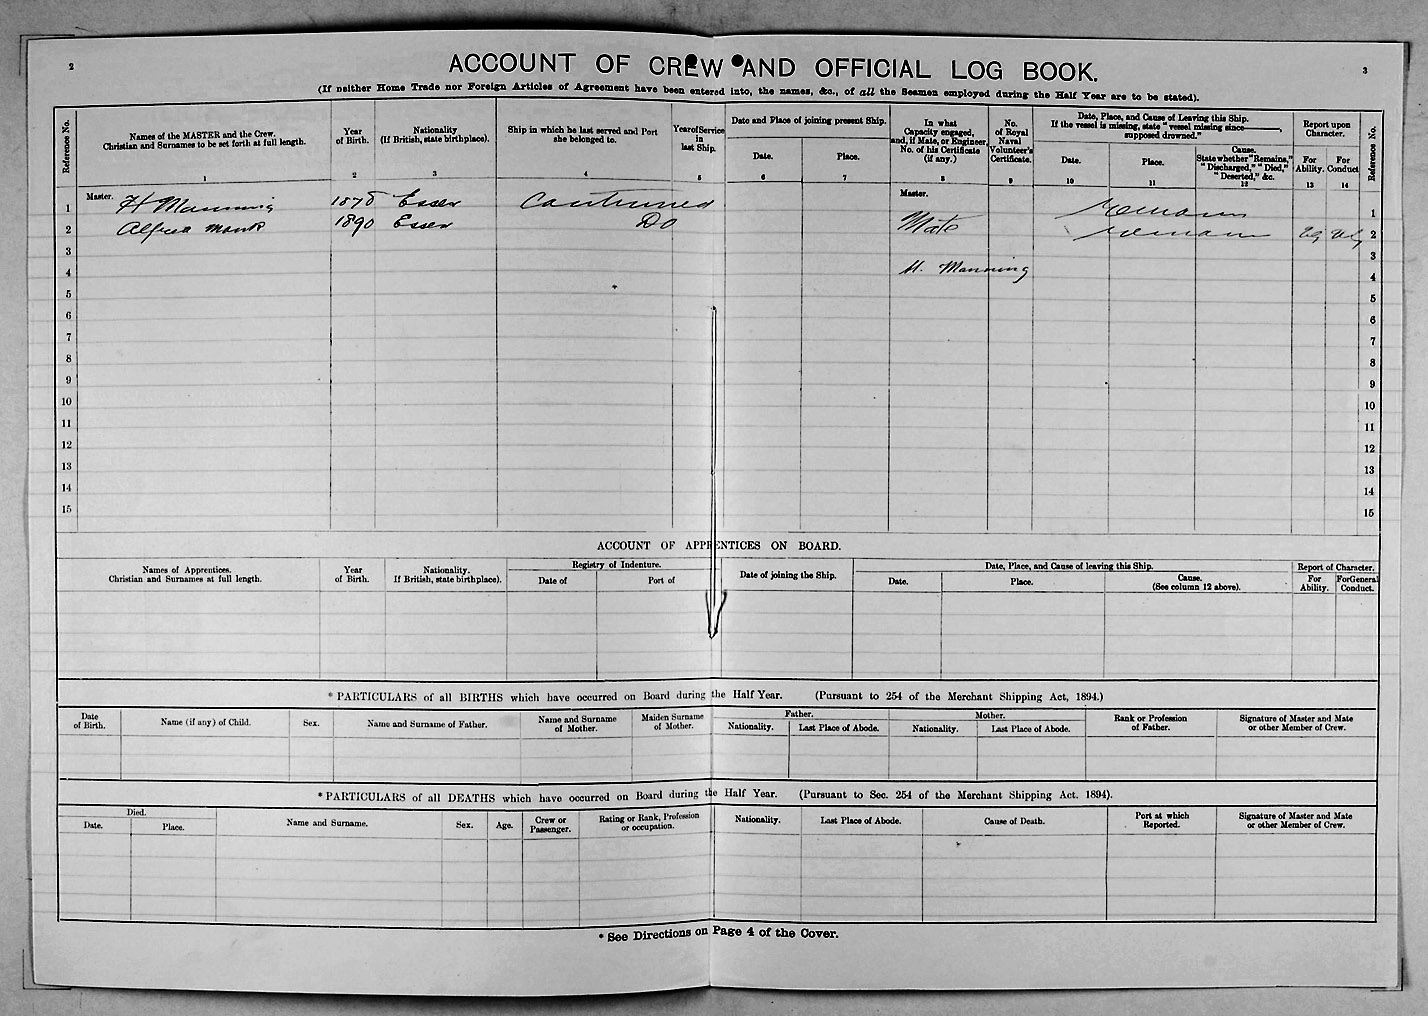 2
3
ACCOUNT OF CREW AND OFFICIAL LOG BOOK.
(If neither Home Trade nor Foreign Articles of Agreement have been entered into, the names, &c., of all the Seamen employed during the Half Year are to be stated).
Reference No.
Names of the MASTER and the Crew.
Christian and Surnames to be set forth at full length.
1
Year
of Birth.
2
Nationality
(If British, state birthplace).
3
Ship in which he last served and Port
she belonged to.
4
Year of Service
in
last Ship.
5
Date and Place of joining present Ship.
Date.
6
Place.
7
In what
Capacity engaged,
and, if Mate, or Engineer,
No. of his Certificate
(if any.)
8
No.
of Royal
Naval
Volunteer's
Certificate.
9
Date, Place, and Cause of Leaving this Ship.
If the vessel is missing, state "vessel missing since———,
supposed drowned."
Date.
10
Place.
11
Cause.
State whether "Remains,"
"Discharged," "Died,"
"Deserted," &c.
12
Report upon
Character.
For
Ability.
13
For
Conduct
14
Reference No.
1 Master. H Manning 1878 Essex Continued Master. Remains 1
2 Alfred Monk 1890 Essex Do Mate Remains Vg Vg 2
3 3
4 H. Manning 4
5 5
6 6
7 7
8 8
9 9
10 10
11 11
12 12
13 13
14 14
15 15
ACCOUNT OF APPRENTICES ON BOARD.
Names of Apprentices.
Christian and Surnames at full length.
Year
of Birth.
Nationality.
If British, state birthplace).
Registry of Indenture.
Date of
Port of
Date of joining the Ship.
Date, Place, and Cause of leaving this Ship.
Date.
Place.
Cause.
(See column 12 above).
Report of Character.
For
Ability.
For General
Conduct.
* PARTICULARS of all BIRTHS which have occurred on Board during the Half Year. (Pursuant to 254 of the Merchant Shipping Act, 1894.)
Date
of Birth.
Name (if any) of Child.
Sex.
Name and Surname of Father.
Name and Surname
of Mother.
Maiden Surname
of Mother.
Father.
Nationality.
Last Place of Abode.
Mother.
Nationality.
Last Place of Abode.
Rank or Profession
of Father.
Signature of Master and Mate
or other Member of Crew.
* PARTICULARS of all DEATHS which have occurred on Board during the Half Year. (Pursuant to Sec. 254 of the Merchant Shipping Act. 1894).
Died.
Date.
Place.
Name and Surname.
Sex.
Age.
Crew or
Passenger.
Rating or Rank, Profession
or occupation.
Nationality.
Last Place of Abode.
Cause of Death.
Port at which
Reported.
Signature of Master and Mate
or other Member of Crew.
* See Directions on Page 4 of the Cover.